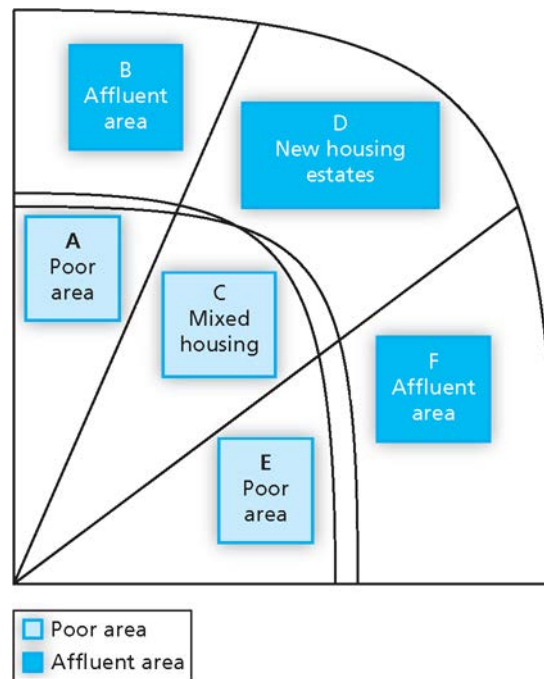 B
Affluent
area
D
New housing
estates
A
Poor
area
C
Mixed
housing
F
Affluent
area
E
Poor
area
Poor area
Affluent area